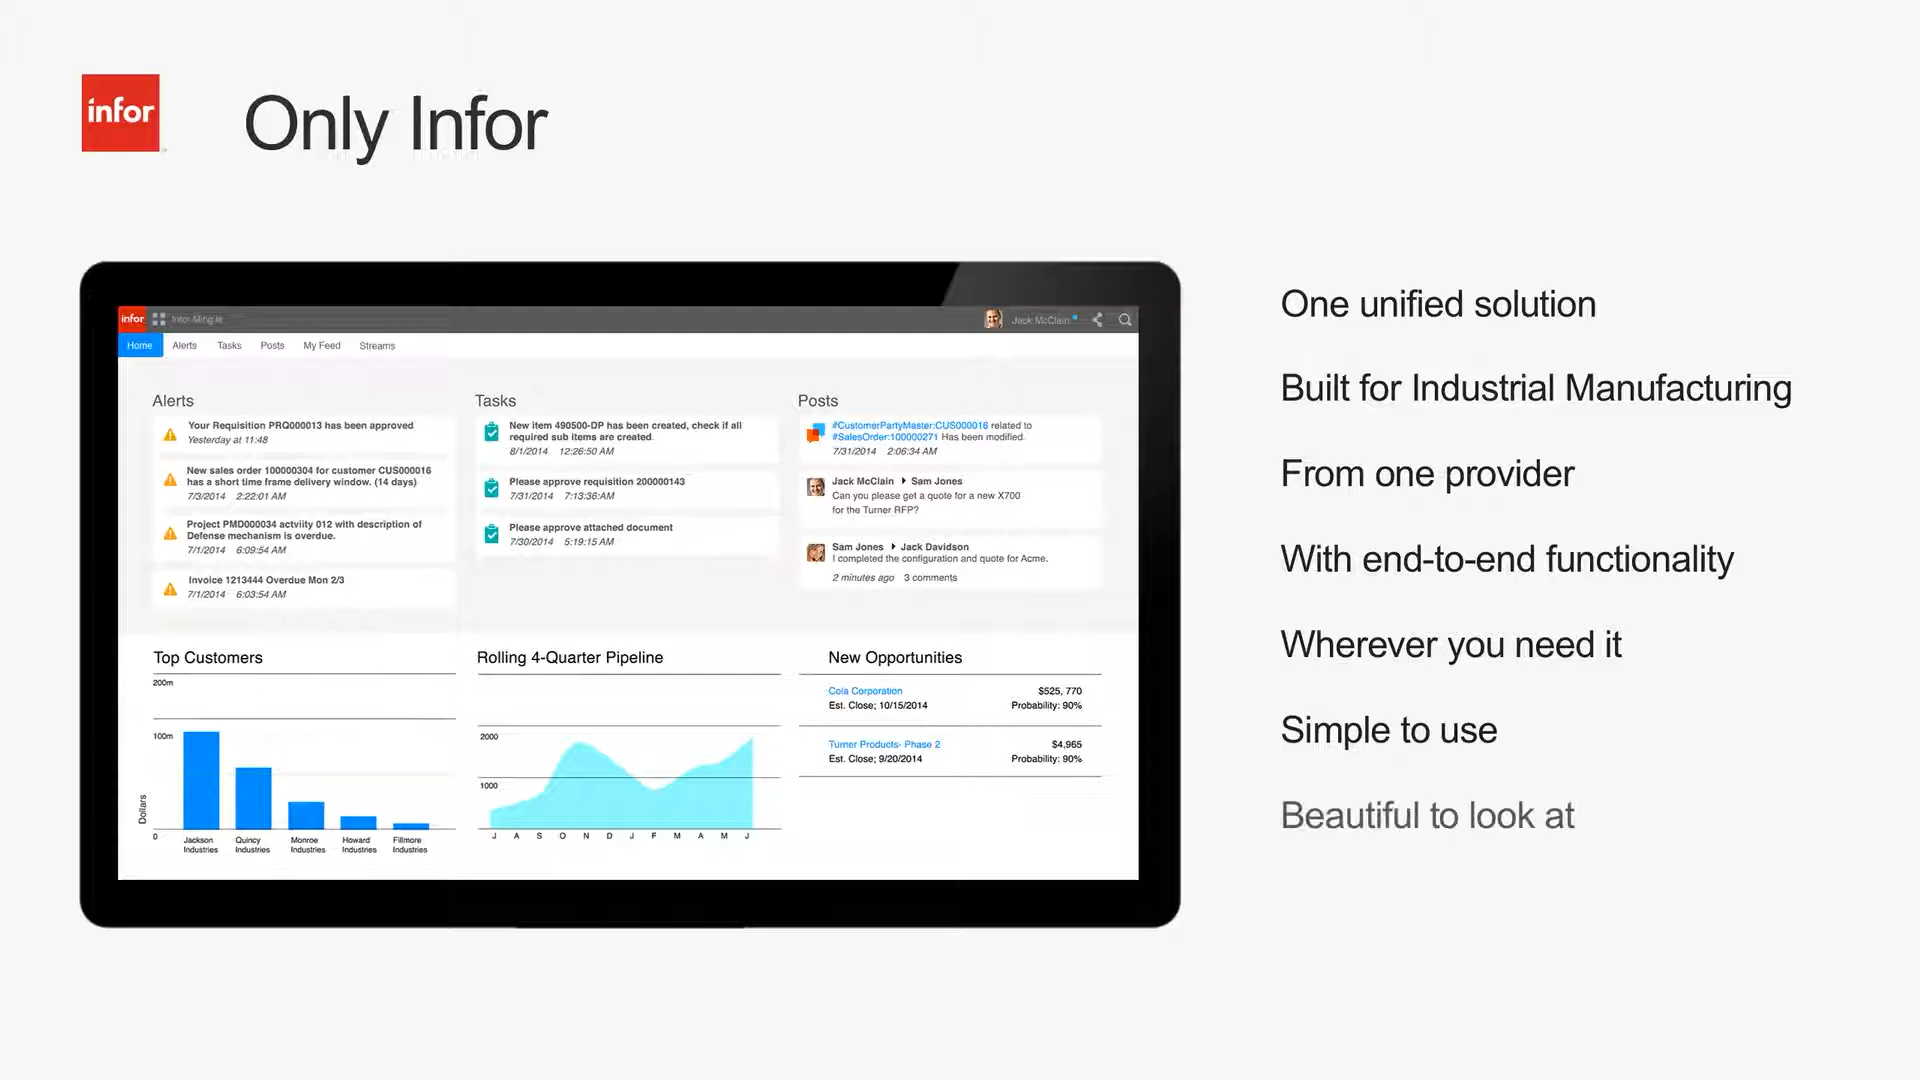 infor
Only Infor
infor Infor Ming.le
Jack McClain
Home Alerts Tasks Posts My Feed Streams
Alerts
Your Requisition PRQ000013 has been approved
Yesterday at 11:48
New sales order 100000304 for customer CUS000016
has a short time frame delivery window. (14 days)
7/3/2014 2:22:01 AM
Project PMD000034 actviity 012 with description of
Defense mechanism is overdue.
7/1/2014 6:09:54 AM
Invoice 1213444 Overdue Mon 2/3
7/1/2014 6:03:54 AM
Tasks
New item 490500-DP has been created, check if all
required sub items are created.
8/1/2014 12:26:50 AM
Please approve requisition 200000143
7/31/2014 7:13:36:AM
Please approve attached document
7/30/2014 5:19:15 AM
Posts
#CustomerPartyMaster:CUS000016 related to
#SalesOrder:100000271 Has been modified.
7/31/2014 2:06:34 AM
Jack McClain Sam Jones
Can you please get a quote for a new X700
for the Turner RFP?
Sam Jones Jack Davidson
I completed the configuration and quote for Acme.
2 minutes ago 3 comments
Top Customers
200m
100m
Dollars
0
Jackson Industries
Quincy Industries
Monroe Industries
Howard Industries
Fillmore Industries
Rolling 4-Quarter Pipeline
2000
1000
J A S O N D J F M A M J
New Opportunities
Cola Corporation $525, 770
Est. Close; 10/15/2014 Probability: 90%
Turner Products- Phase 2 $4,965
Est. Close; 9/20/2014 Probability: 90%
One unified solution
Built for Industrial Manufacturing
From one provider
With end-to-end functionality
Wherever you need it
Simple to use
Beautiful to look at